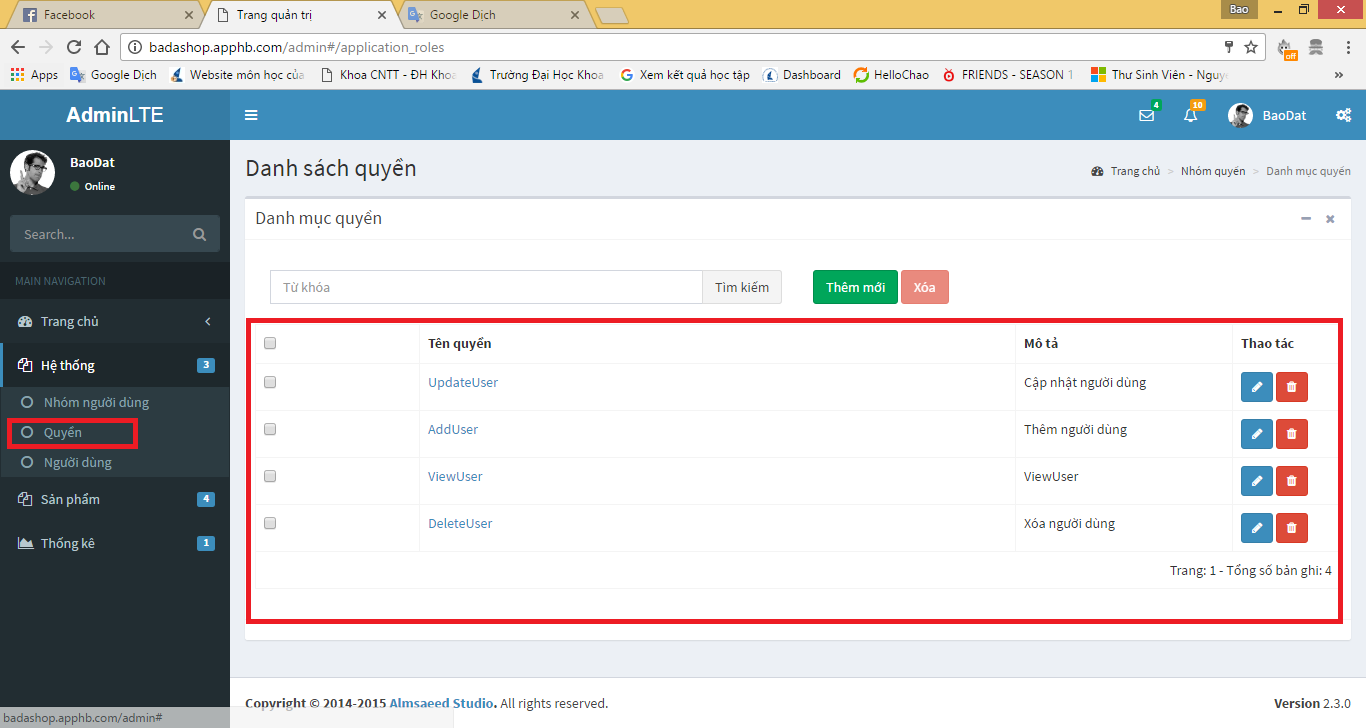 Facebook
Trang quản trị
Google Dịch
Bao
badashop.apphb.com/admin#/application_roles
off
Apps
Google Dịch
Website môn học của
Khoa CNTT - ĐH Khoa
Trường Đại Học Khoa
Xem kết quả học tập
Dashboard
HelloChao
FRIENDS - SEASON 1
Thư Sinh Viên - Nguy
»
AdminLTE
4
10
BaoDat
BaoDat
Online
Search...
MAIN NAVIGATION
Trang chủ
Hệ thống
3
Nhóm người dùng
Quyền
Người dùng
Sản phẩm
4
Thống kê
1
Danh sách quyền
Trang chủ > Nhóm quyền > Danh mục quyền
Danh mục quyền
Từ khóa
Tìm kiếm
Thêm mới
Xóa
Tên quyền Mô tả Thao tác
UpdateUser Cập nhật người dùng
AddUser Thêm người dùng
ViewUser ViewUser
DeleteUser Xóa người dùng
Trang: 1 - Tổng số bản ghi: 4
Copyright © 2014-2015 Almsaeed Studio. All rights reserved.
Version 2.3.0
badashop.apphb.com/admin#